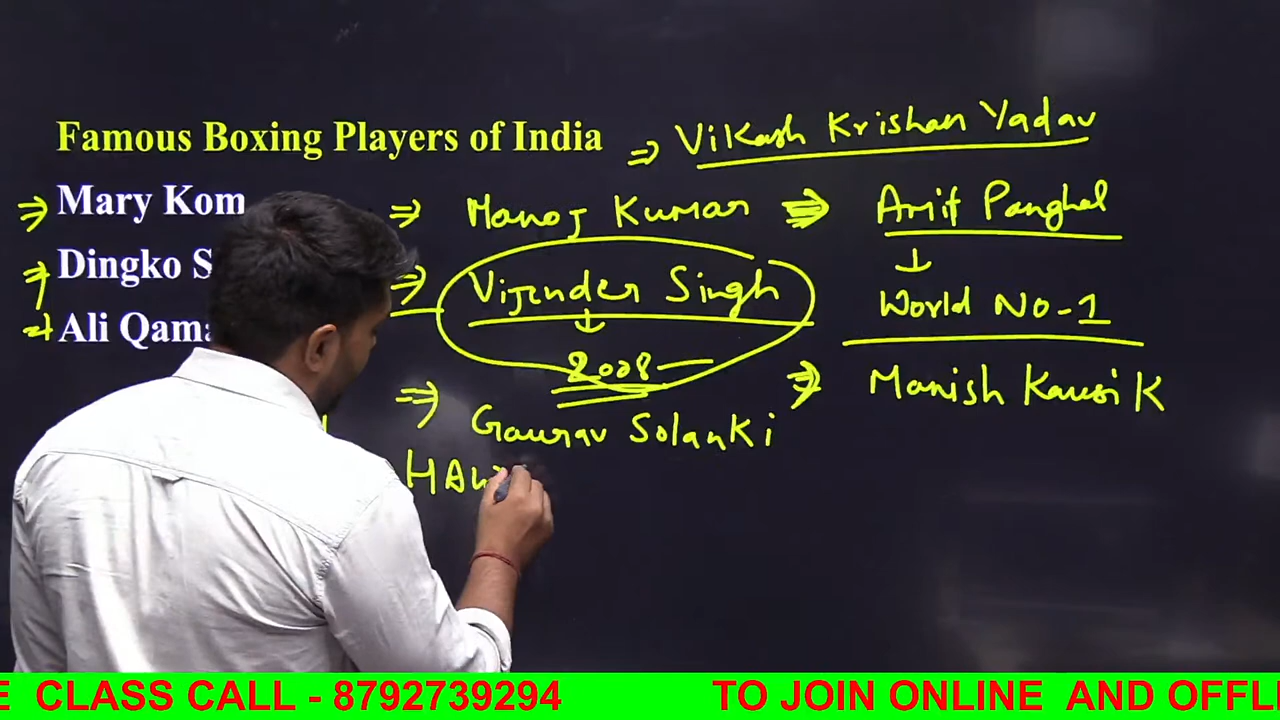 Famous Boxing Players of India
⇒ Vikash Krishan Yadav
⇒ Mary Kom
⇒ Manoj Kumar
⇒ Amit Panghal
↓
World No-1
⇒ Dingko S
⇒ Vijender Singh
↓
2008
⇒ Ali Qama
⇒ Gaurav Solanki
⇒ Manish Kausik
E CLASS CALL - 8792739294 TO JOIN ONLINE AND OFFL